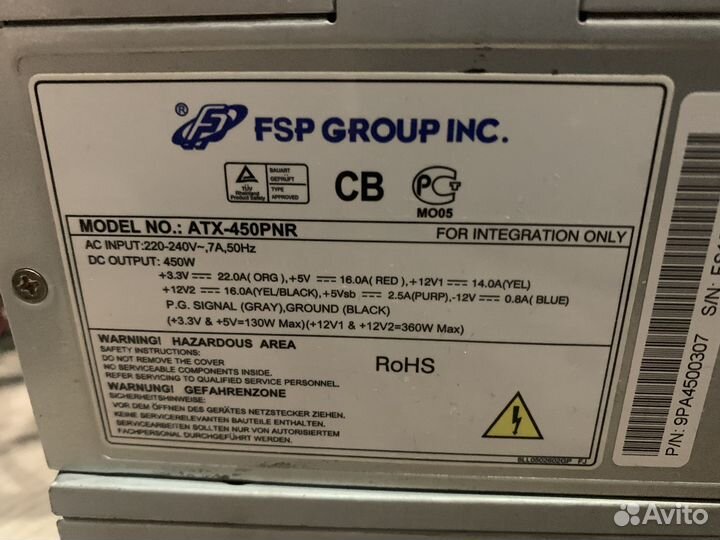 ® FSP GROUP INC.
TÜV Rheinland Product Safety
BAUART GEPRÜFT
TYPE APPROVED
CB
PCT
MO05
MODEL NO.: ATX-450PNR
FOR INTEGRATION ONLY
AC INPUT:220-240V~,7A,50Hz
DC OUTPUT: 450W
+3.3V ⎓ 22.0A( ORG ),+5V ⎓ 16.0A( RED ),+12V1 ⎓ 14.0A(YEL)
+12V2 ⎓ 16.0A(YEL/BLACK),+5Vsb ⎓ 2.5A(PURP),-12V ⎓ 0.8A( BLUE)
P.G. SIGNAL (GRAY),GROUND (BLACK)
(+3.3V & +5V=130W Max)(+12V1 & +12V2=360W Max)
WARNING! HAZARDOUS AREA
SAFETY INSTRUCTIONS:
DO NOT REMOVE THE COVER
NO SERVICEABLE COMPONENTS INSIDE.
REFER SERVICING TO QUALIFIED SERVICE PERSONNEL.
RoHS
WARNUNG! GEFAHRENZONE
SICHERHEITSHINWEIS:
VOR DEM ÖFFNEN DES GERÄTES NETZSTECKER ZIEHEN.
KEINE SERVICERELEVANTEN BAUTEILE ENTHALTEN.
SERVICEARBEITEN SOLLTEN NUR VON AUTORISIERTEM
FACHPERSONAL DURCHGEFÜHRT WERDEN.
FJ
P/N: 9PA4500307
S/N:
Avito